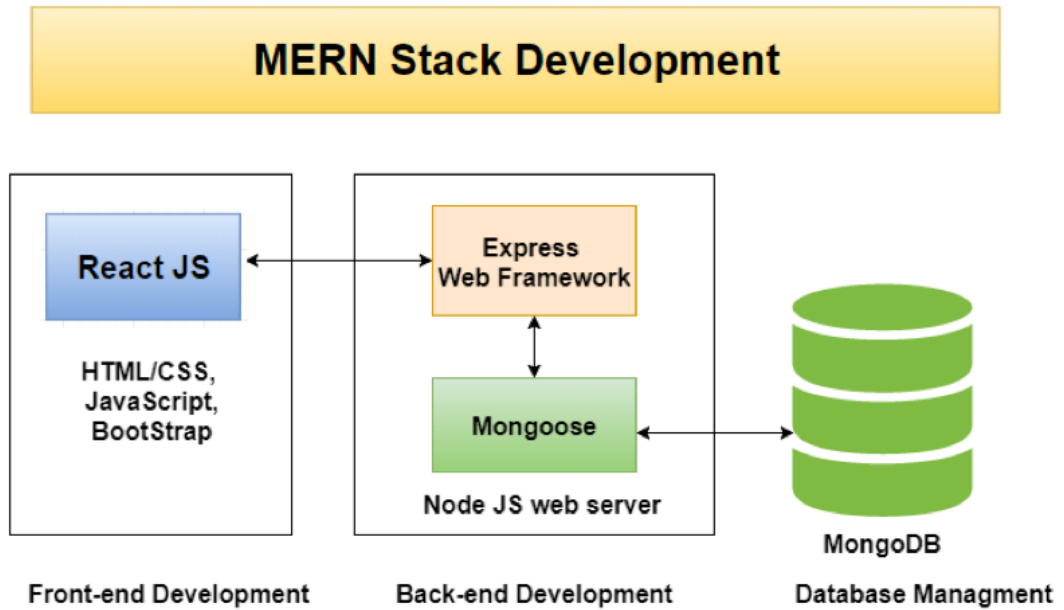 MERN Stack Development
React JS
HTML/CSS,
JavaScript,
BootStrap
Front-end Development
Express
Web Framework
Mongoose
Node JS web server
Back-end Development
MongoDB
Database Managment